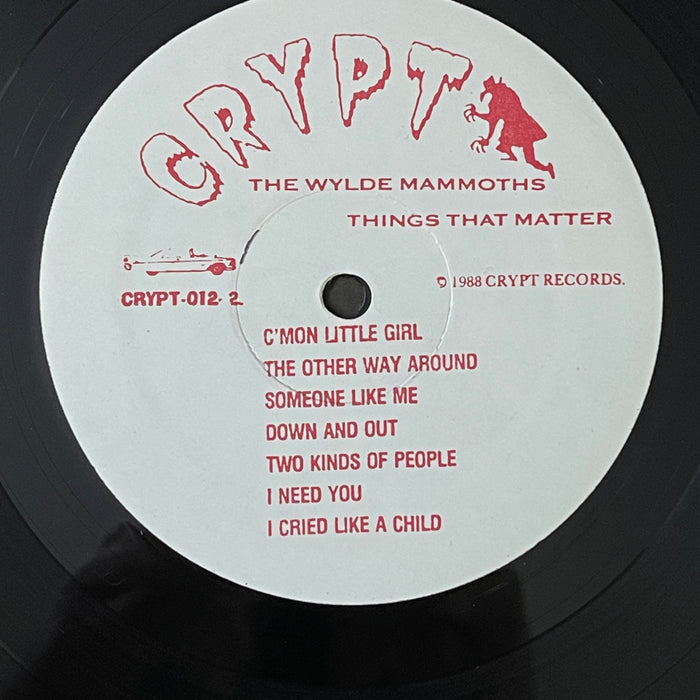 CRYPT
THE WYLDE MAMMOTHS
THINGS THAT MATTER
℗ 1988 CRYPT RECORDS.
CRYPT-012-2
C'MON LITTLE GIRL
THE OTHER WAY AROUND
SOMEONE LIKE ME
DOWN AND OUT
TWO KINDS OF PEOPLE
I NEED YOU
I CRIED LIKE A CHILD